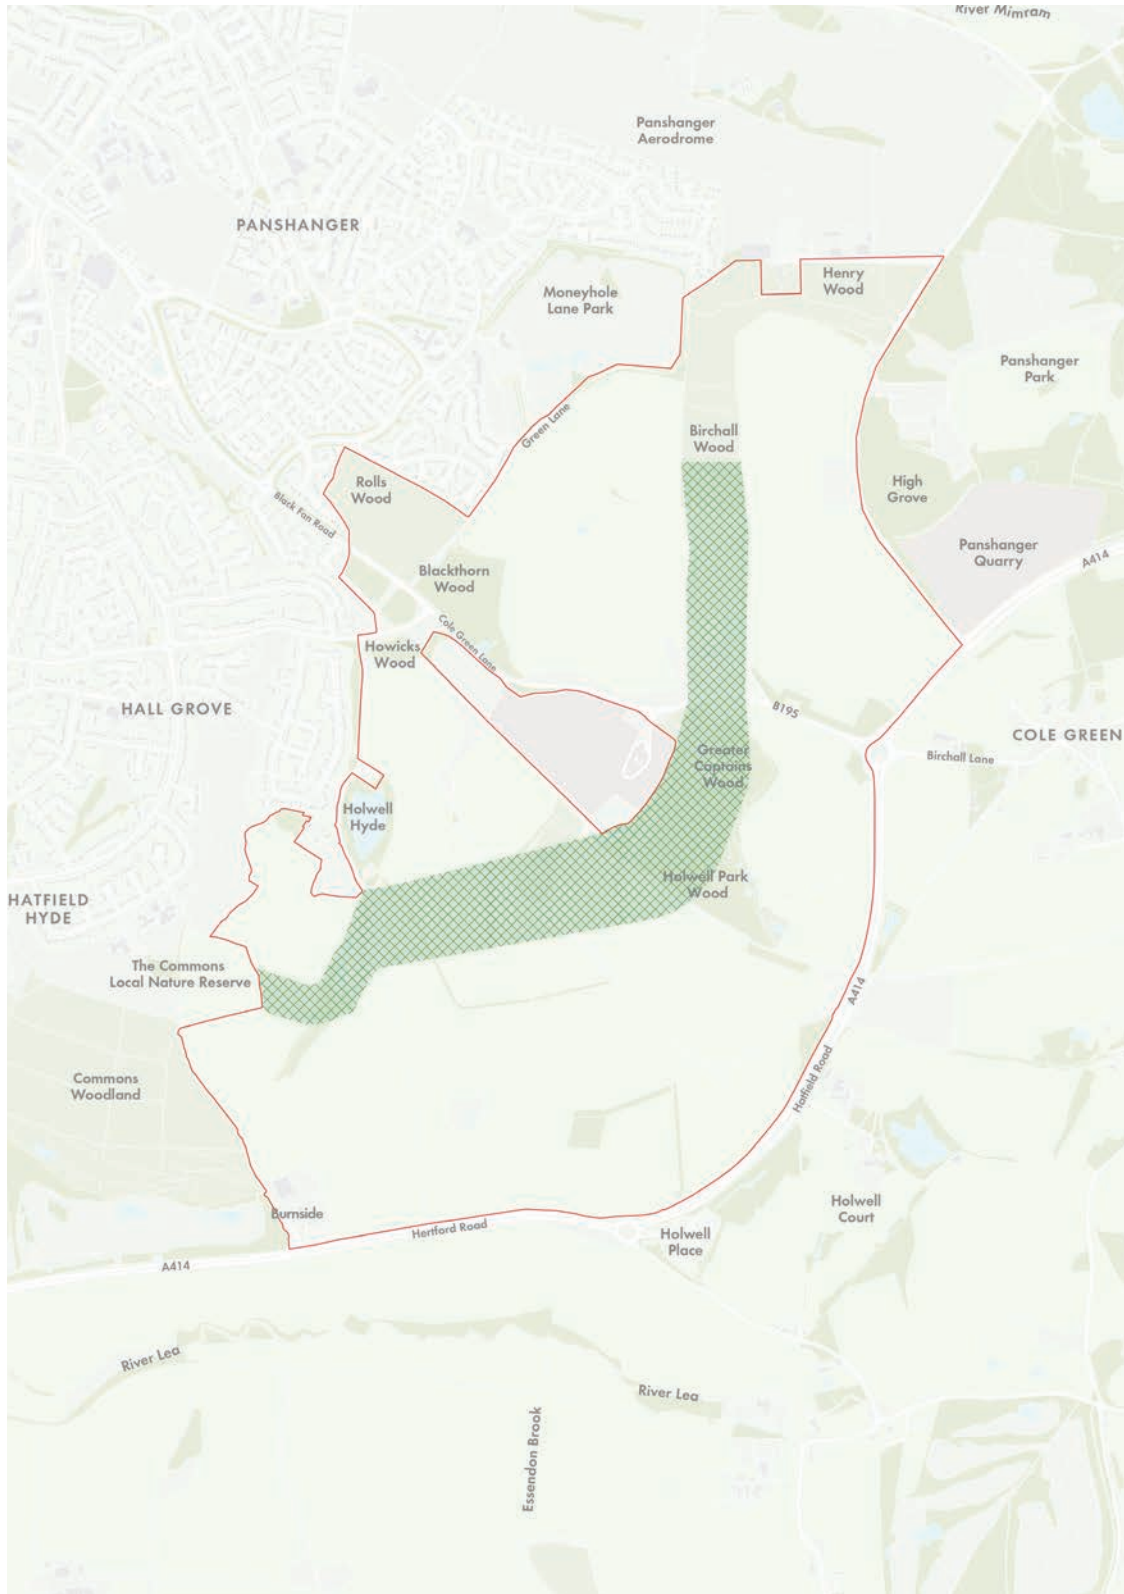 River Mimram
Panshanger
Aerodrome
PANSHANGER
Henry
Wood
Moneyhole
Lane Park
Panshanger
Park
Green Lane
Birchall
Wood
Rolls
Wood
High
Grove
Black Fan Road
Panshanger
Quarry
A414
Blackthorn
Wood
Cole Green Lane
Howicks
Wood
HALL GROVE
B195
COLE GREEN
Greater
Captains
Wood
Birchall Lane
Holwell
Hyde
Holwell Park
Wood
HATFIELD
HYDE
The Commons
Local Nature Reserve
A414
Commons
Woodland
Hatfield Road
Holwell
Court
Burnside
Hertford Road
Holwell
Place
A414
River Lea
River Lea
Essendon Brook